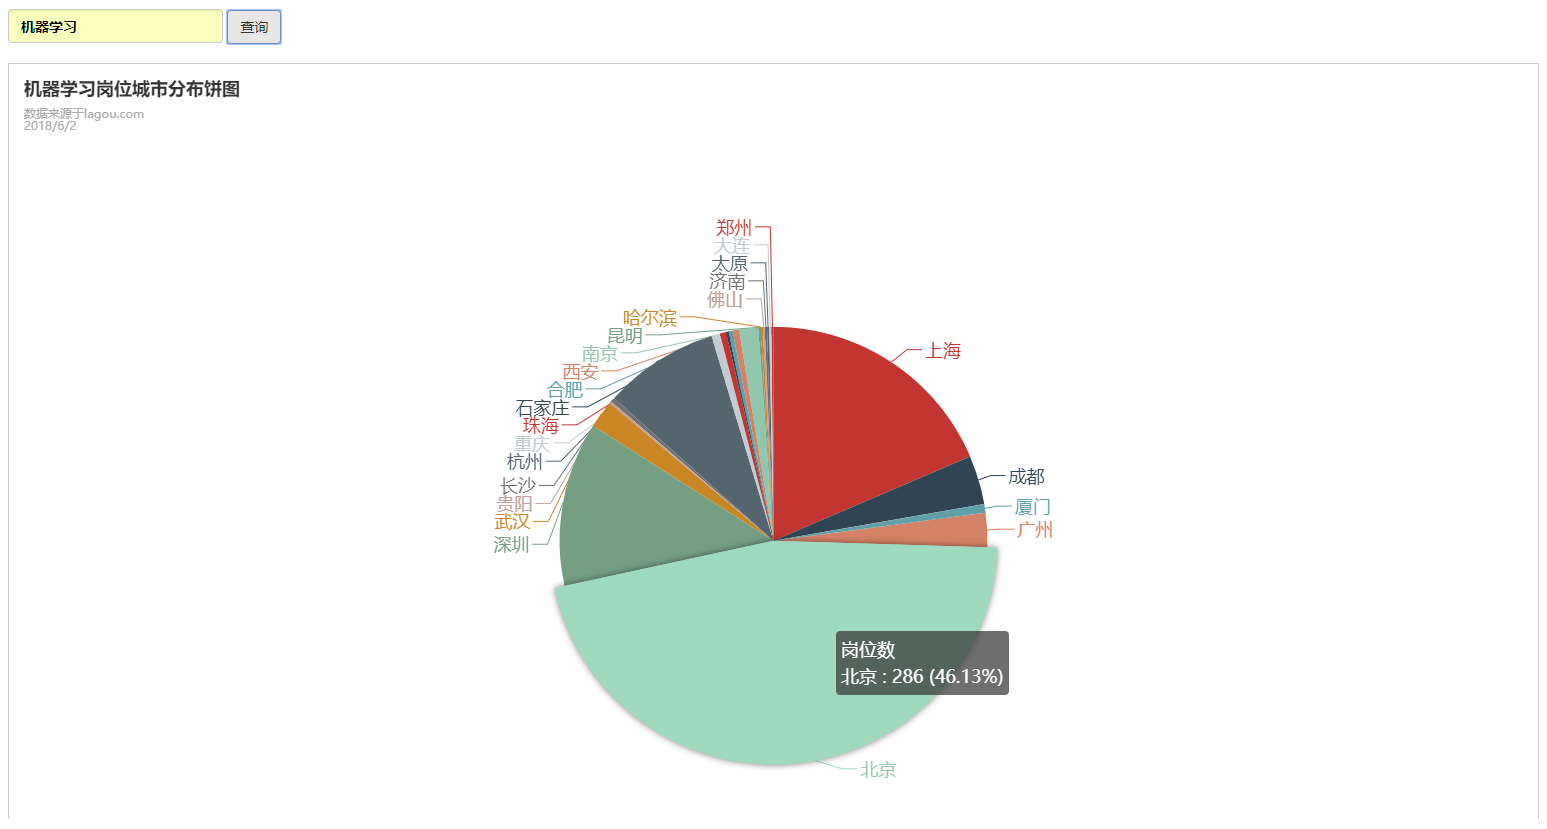 机器学习
查询
机器学习岗位城市分布饼图
数据来源于lagou.com
2018/6/2
郑州
大连
太原
济南
佛山
哈尔滨
昆明
南京
西安
合肥
石家庄
珠海
重庆
杭州
长沙
贵阳
武汉
深圳
上海
成都
厦门
广州
岗位数
北京 : 286 (46.13%)
北京